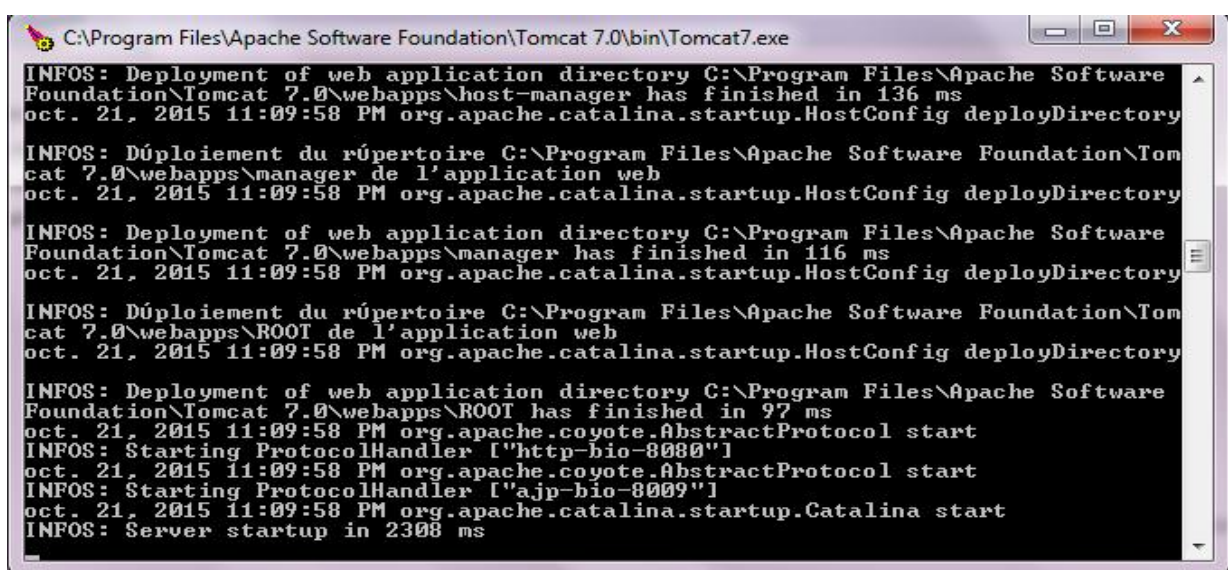 C:\Program Files\Apache Software Foundation\Tomcat 7.0\bin\Tomcat7.exe
INFOS: Deployment of web application directory C:\Program Files\Apache Software
Foundation\Tomcat 7.0\webapps\host-manager has finished in 136 ms
oct. 21, 2015 11:09:58 PM org.apache.catalina.startup.HostConfig deployDirectory
INFOS: Dúploiement du rúpertoire C:\Program Files\Apache Software Foundation\Tom
cat 7.0\webapps\manager de l'application web
oct. 21, 2015 11:09:58 PM org.apache.catalina.startup.HostConfig deployDirectory
INFOS: Deployment of web application directory C:\Program Files\Apache Software
Foundation\Tomcat 7.0\webapps\manager has finished in 116 ms
oct. 21, 2015 11:09:58 PM org.apache.catalina.startup.HostConfig deployDirectory
INFOS: Dúploiement du rúpertoire C:\Program Files\Apache Software Foundation\Tom
cat 7.0\webapps\ROOT de l'application web
oct. 21, 2015 11:09:58 PM org.apache.catalina.startup.HostConfig deployDirectory
INFOS: Deployment of web application directory C:\Program Files\Apache Software
Foundation\Tomcat 7.0\webapps\ROOT has finished in 97 ms
oct. 21, 2015 11:09:58 PM org.apache.coyote.AbstractProtocol start
INFOS: Starting ProtocolHandler ["http-bio-8080"]
oct. 21, 2015 11:09:58 PM org.apache.coyote.AbstractProtocol start
INFOS: Starting ProtocolHandler ["ajp-bio-8009"]
oct. 21, 2015 11:09:58 PM org.apache.catalina.startup.Catalina start
INFOS: Server startup in 2308 ms